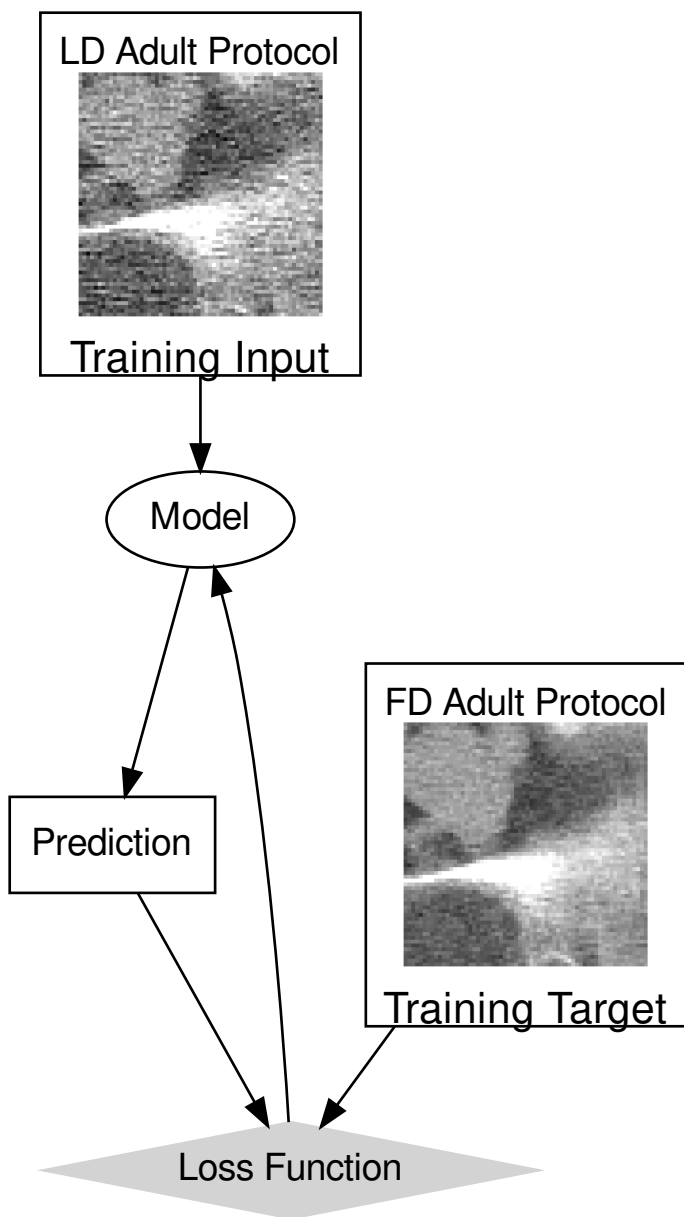 LD Adult Protocol
Training Input
Model
FD Adult Protocol
Prediction
Training Target
Loss Function